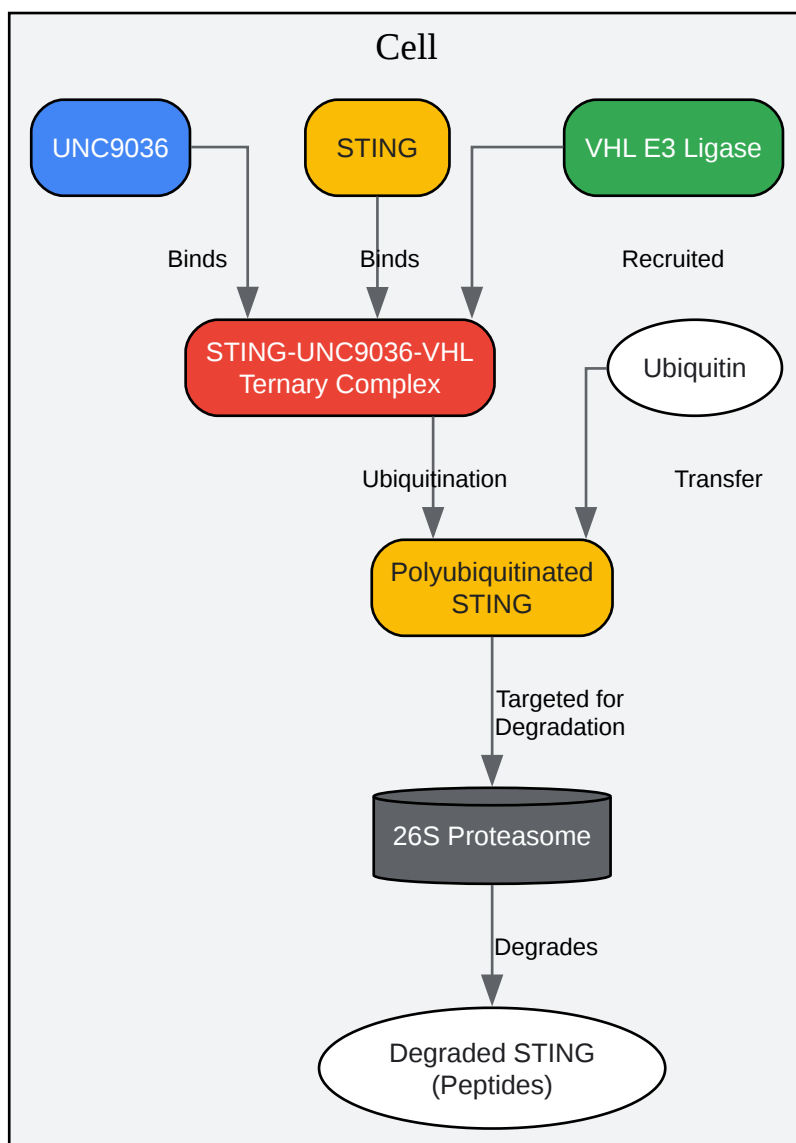 Cell
UNC9036
STING
VHL E3 Ligase
Binds
Binds
Recruited
STING-UNC9036-VHL
Ternary Complex
Ubiquitin
Ubiquitination
Transfer
Polyubiquitinated
STING
Targeted for
Degradation
26S Proteasome
Degrades
Degraded STING
(Peptides)